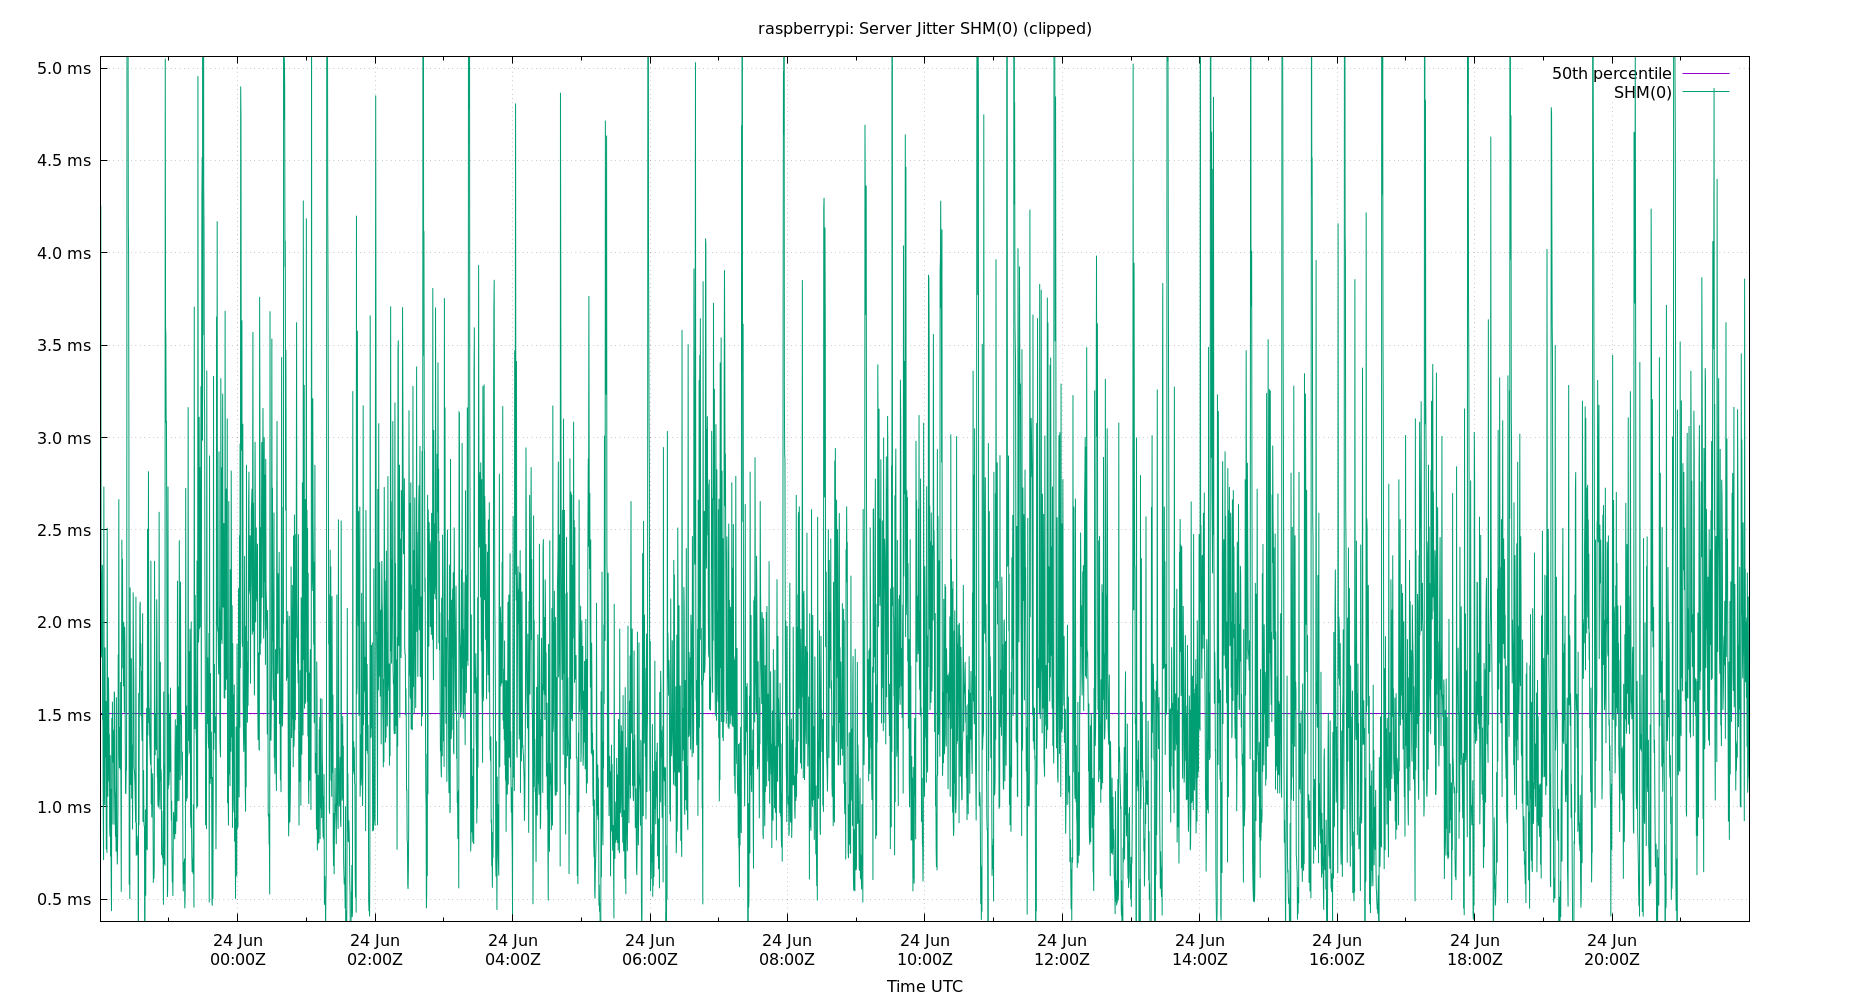 raspberrypi: Server Jitter SHM(0) (clipped)
5.0 ms
50th percentile
SHM(0)
4.5 ms
4.0 ms
3.5 ms
3.0 ms
2.5 ms
2.0 ms
1.5 ms
1.0 ms
0.5 ms
24 Jun 24 Jun 24 Jun 24 Jun 24 Jun 24 Jun 24 Jun 24 Jun 24 Jun 24 Jun 24 Jun
00:00Z 02:00Z 04:00Z 06:00Z 08:00Z 10:00Z 12:00Z 14:00Z 16:00Z 18:00Z 20:00Z
Time UTC